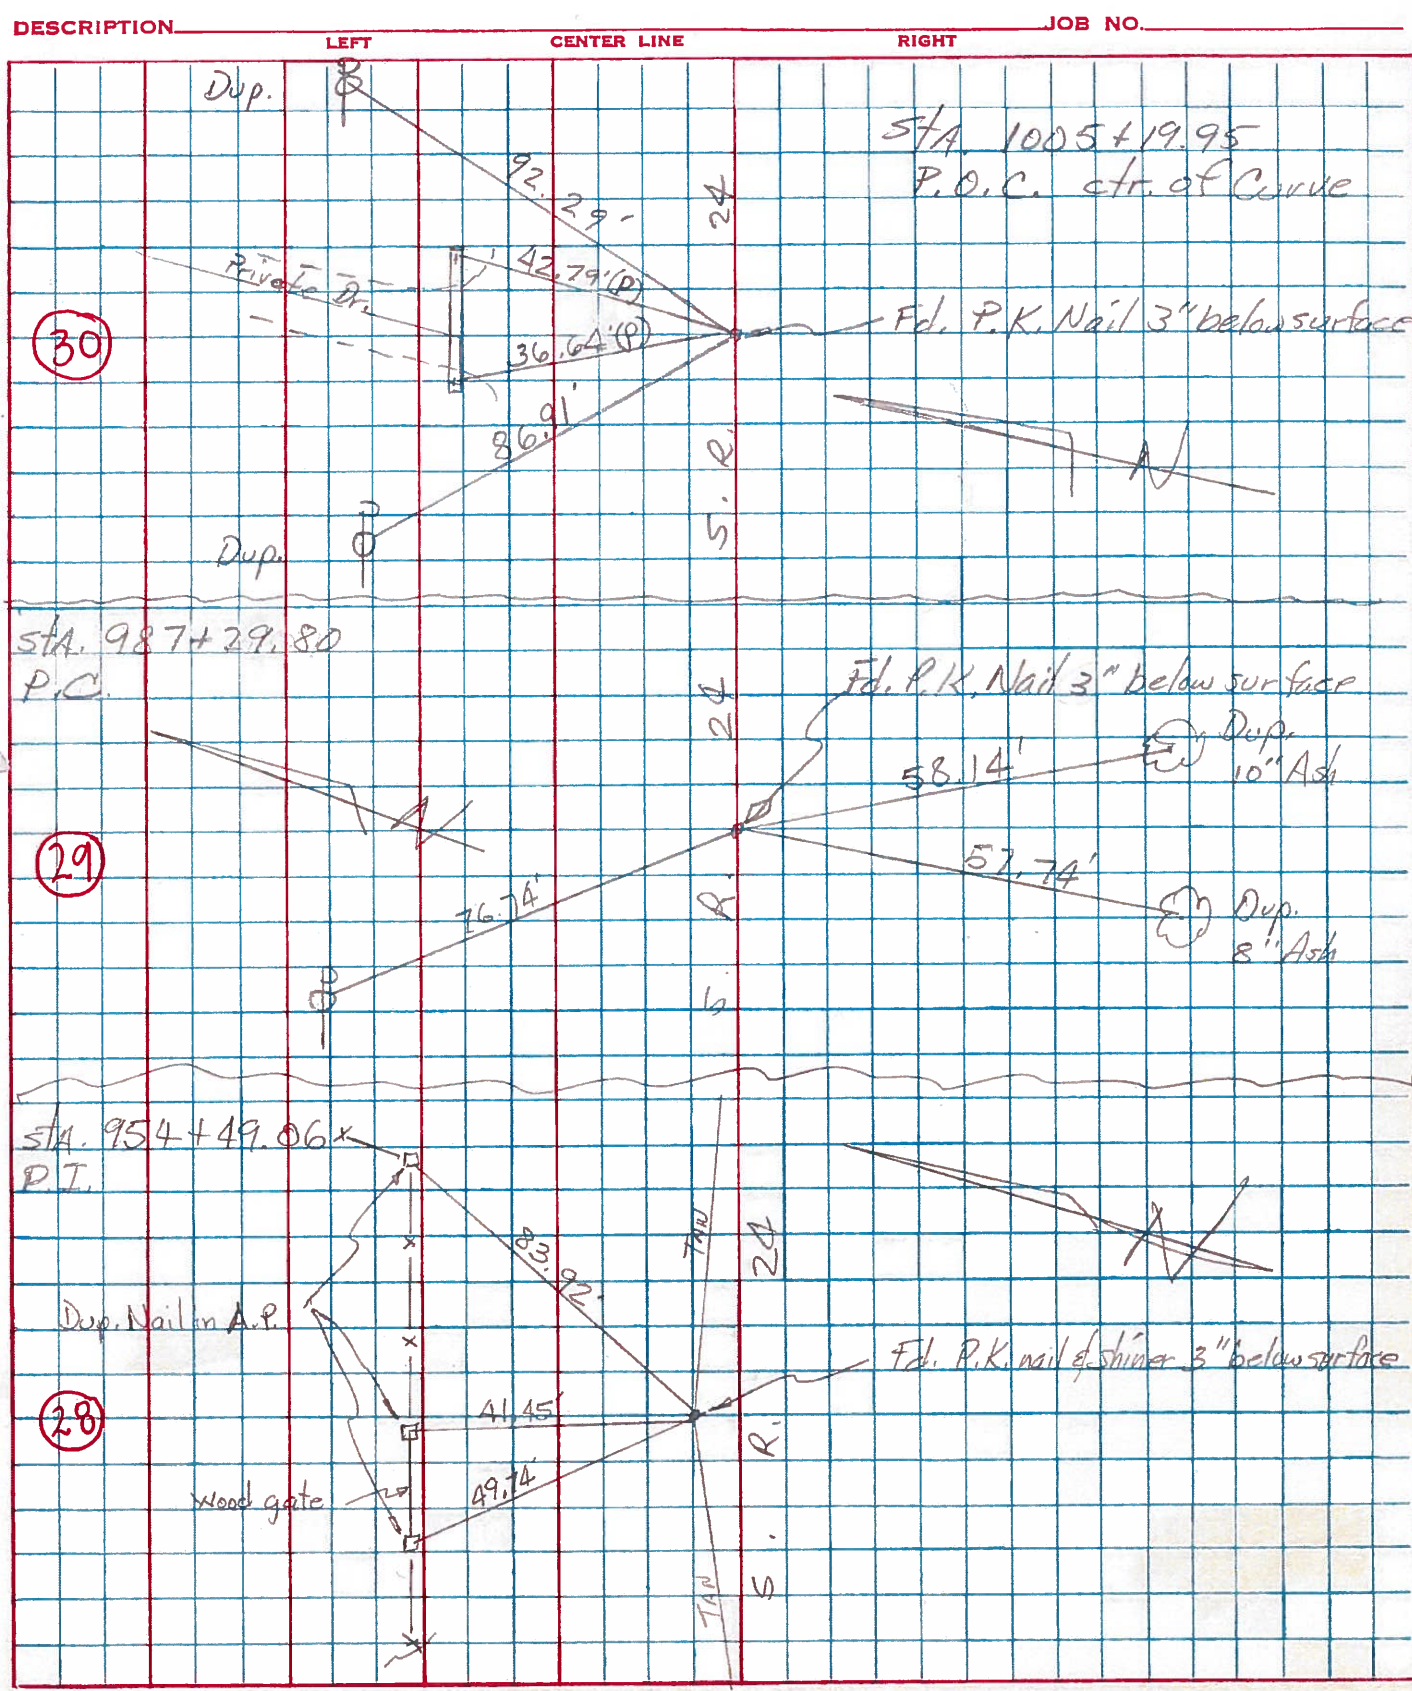 DESCRIPTION JOB NO.
LEFT CENTER LINE RIGHT
Dup.
StA. 1005+19.95
P.O.C. ctr. of Curve
92.29'
24
42.79'(P)
Private Dr.
30
36.64'(P)
Fd. P.K. Nail 3" below surface
86.91'
N
S. R.
Dup.
stA. 987+29.80
P.C.
24
Fd. P.K. Nail 3" below surface
58.14'
Dup.
10" Ash
N
29
57.74'
76.74'
S. R.
Dup.
8" Ash
stA. 954+49.06
P.I.
TAN
24
N
83.92'
Dup. Nail in A.P.
Fd. P.K. nail & shiner 3" below surface
28
41.45'
S. R.
wood gate
49.74'
TAN